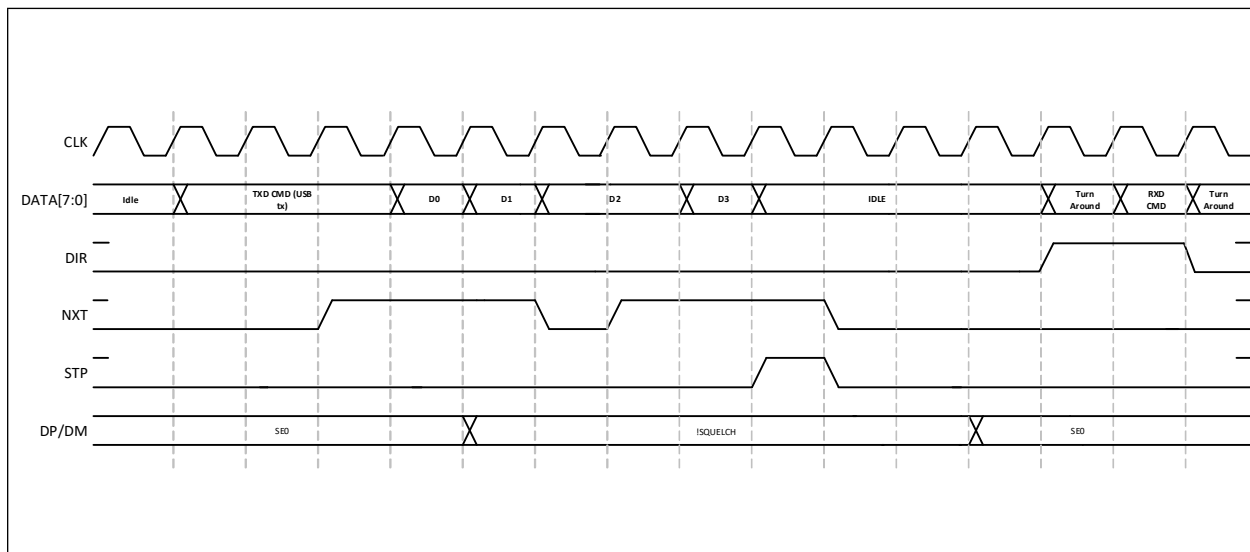 CLK
DATA[7:0]
Idle
TXD CMD (USB
tx)
D0
D1
D2
D3
IDLE
Turn
Around
RXD
CMD
Turn
Around
DIR
NXT
STP
DP/DM
SE0
!SQUELCH
SE0